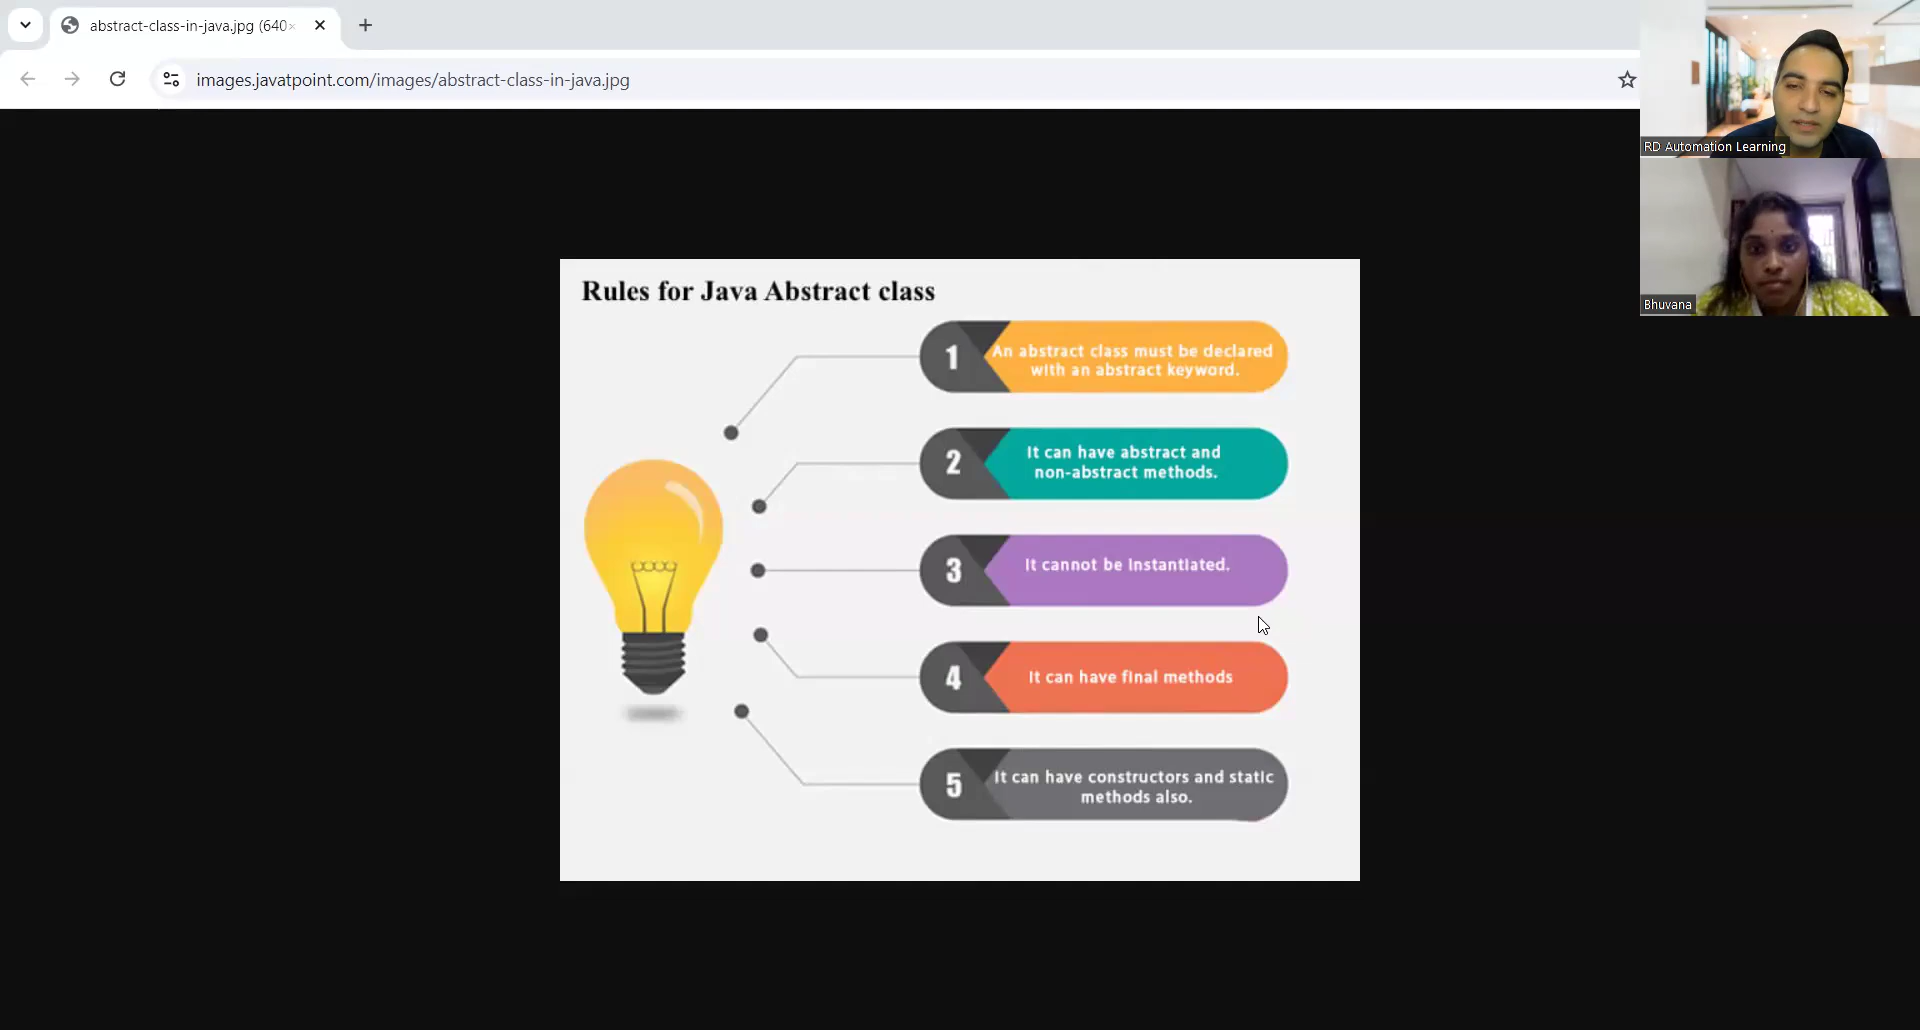 abstract-class-in-java.jpg (640×
images.javatpoint.com/images/abstract-class-in-java.jpg
RD Automation Learning
Bhuvana
Rules for Java Abstract class
1
An abstract class must be declared
with an abstract keyword.
2
It can have abstract and
non-abstract methods.
3
It cannot be instantiated.
4
It can have final methods
5
It can have constructors and static
methods also.